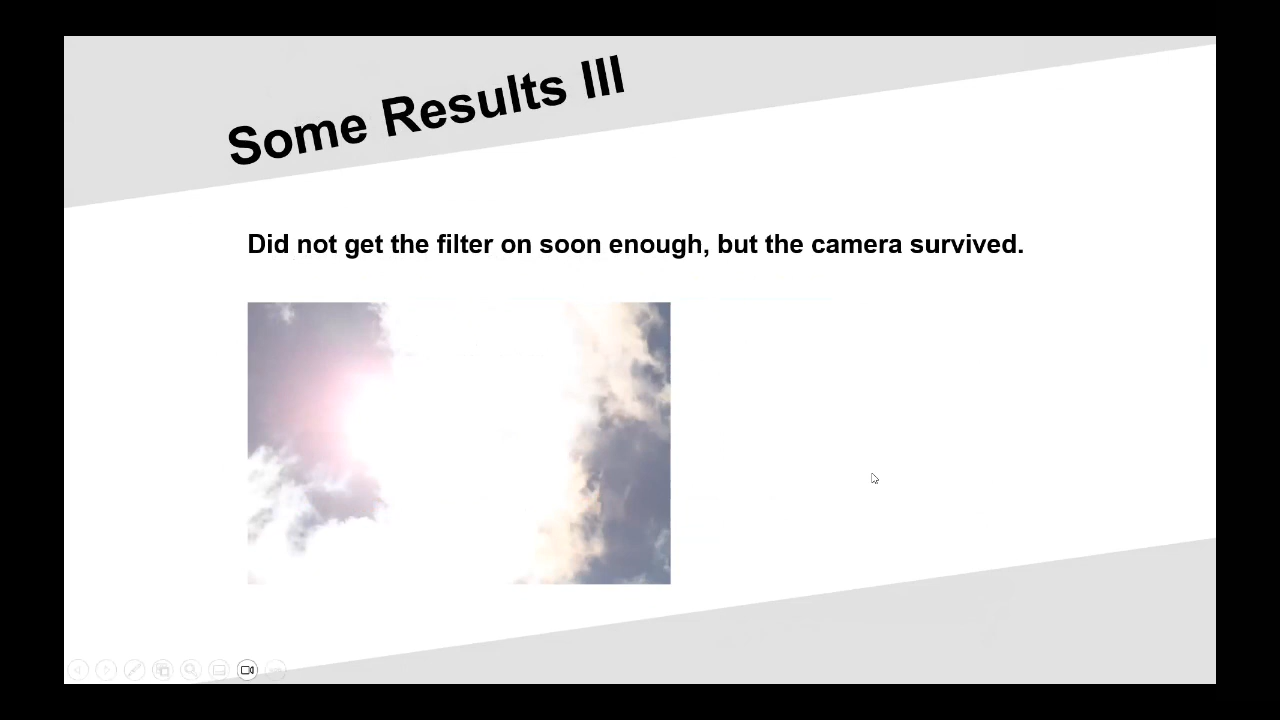 Some Results III
Did not get the filter on soon enough, but the camera survived.